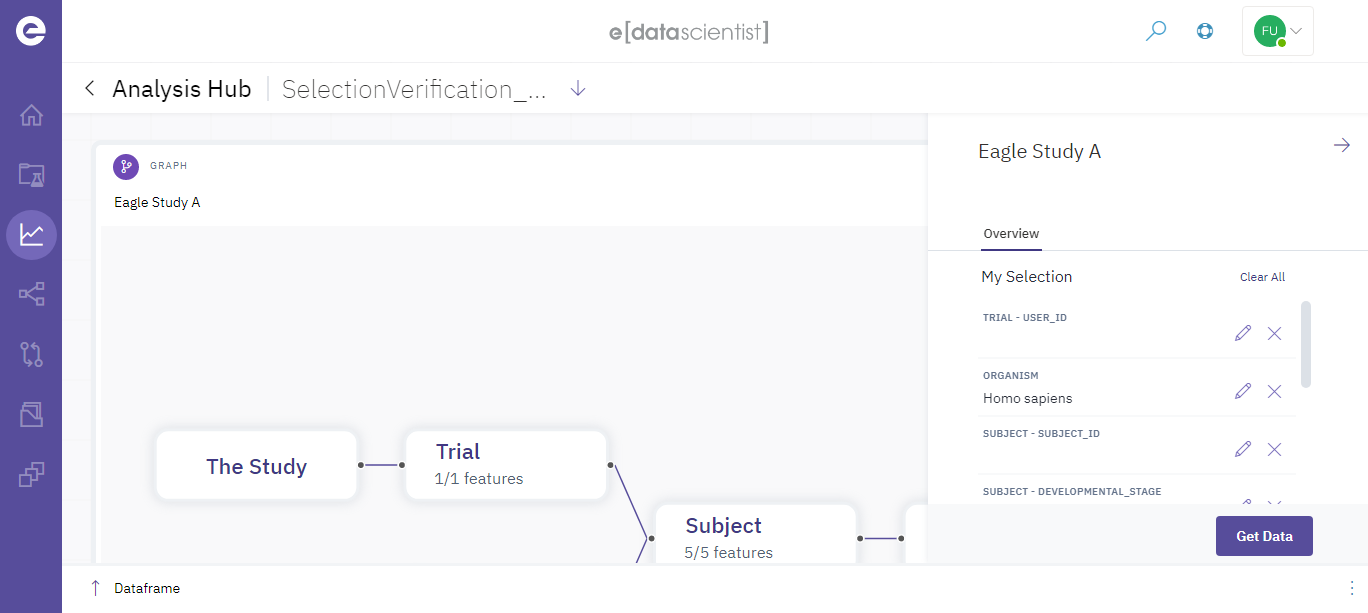 e[datascientist]
FU
Analysis Hub
SelectionVerification_...
GRAPH
Eagle Study A
The Study
Trial
1/1 features
Subject
5/5 features
Eagle Study A
Overview
My Selection
Clear All
TRIAL - USER_ID
ORGANISM
Homo sapiens
SUBJECT - SUBJECT_ID
SUBJECT - DEVELOPMENTAL_STAGE
Get Data
Dataframe